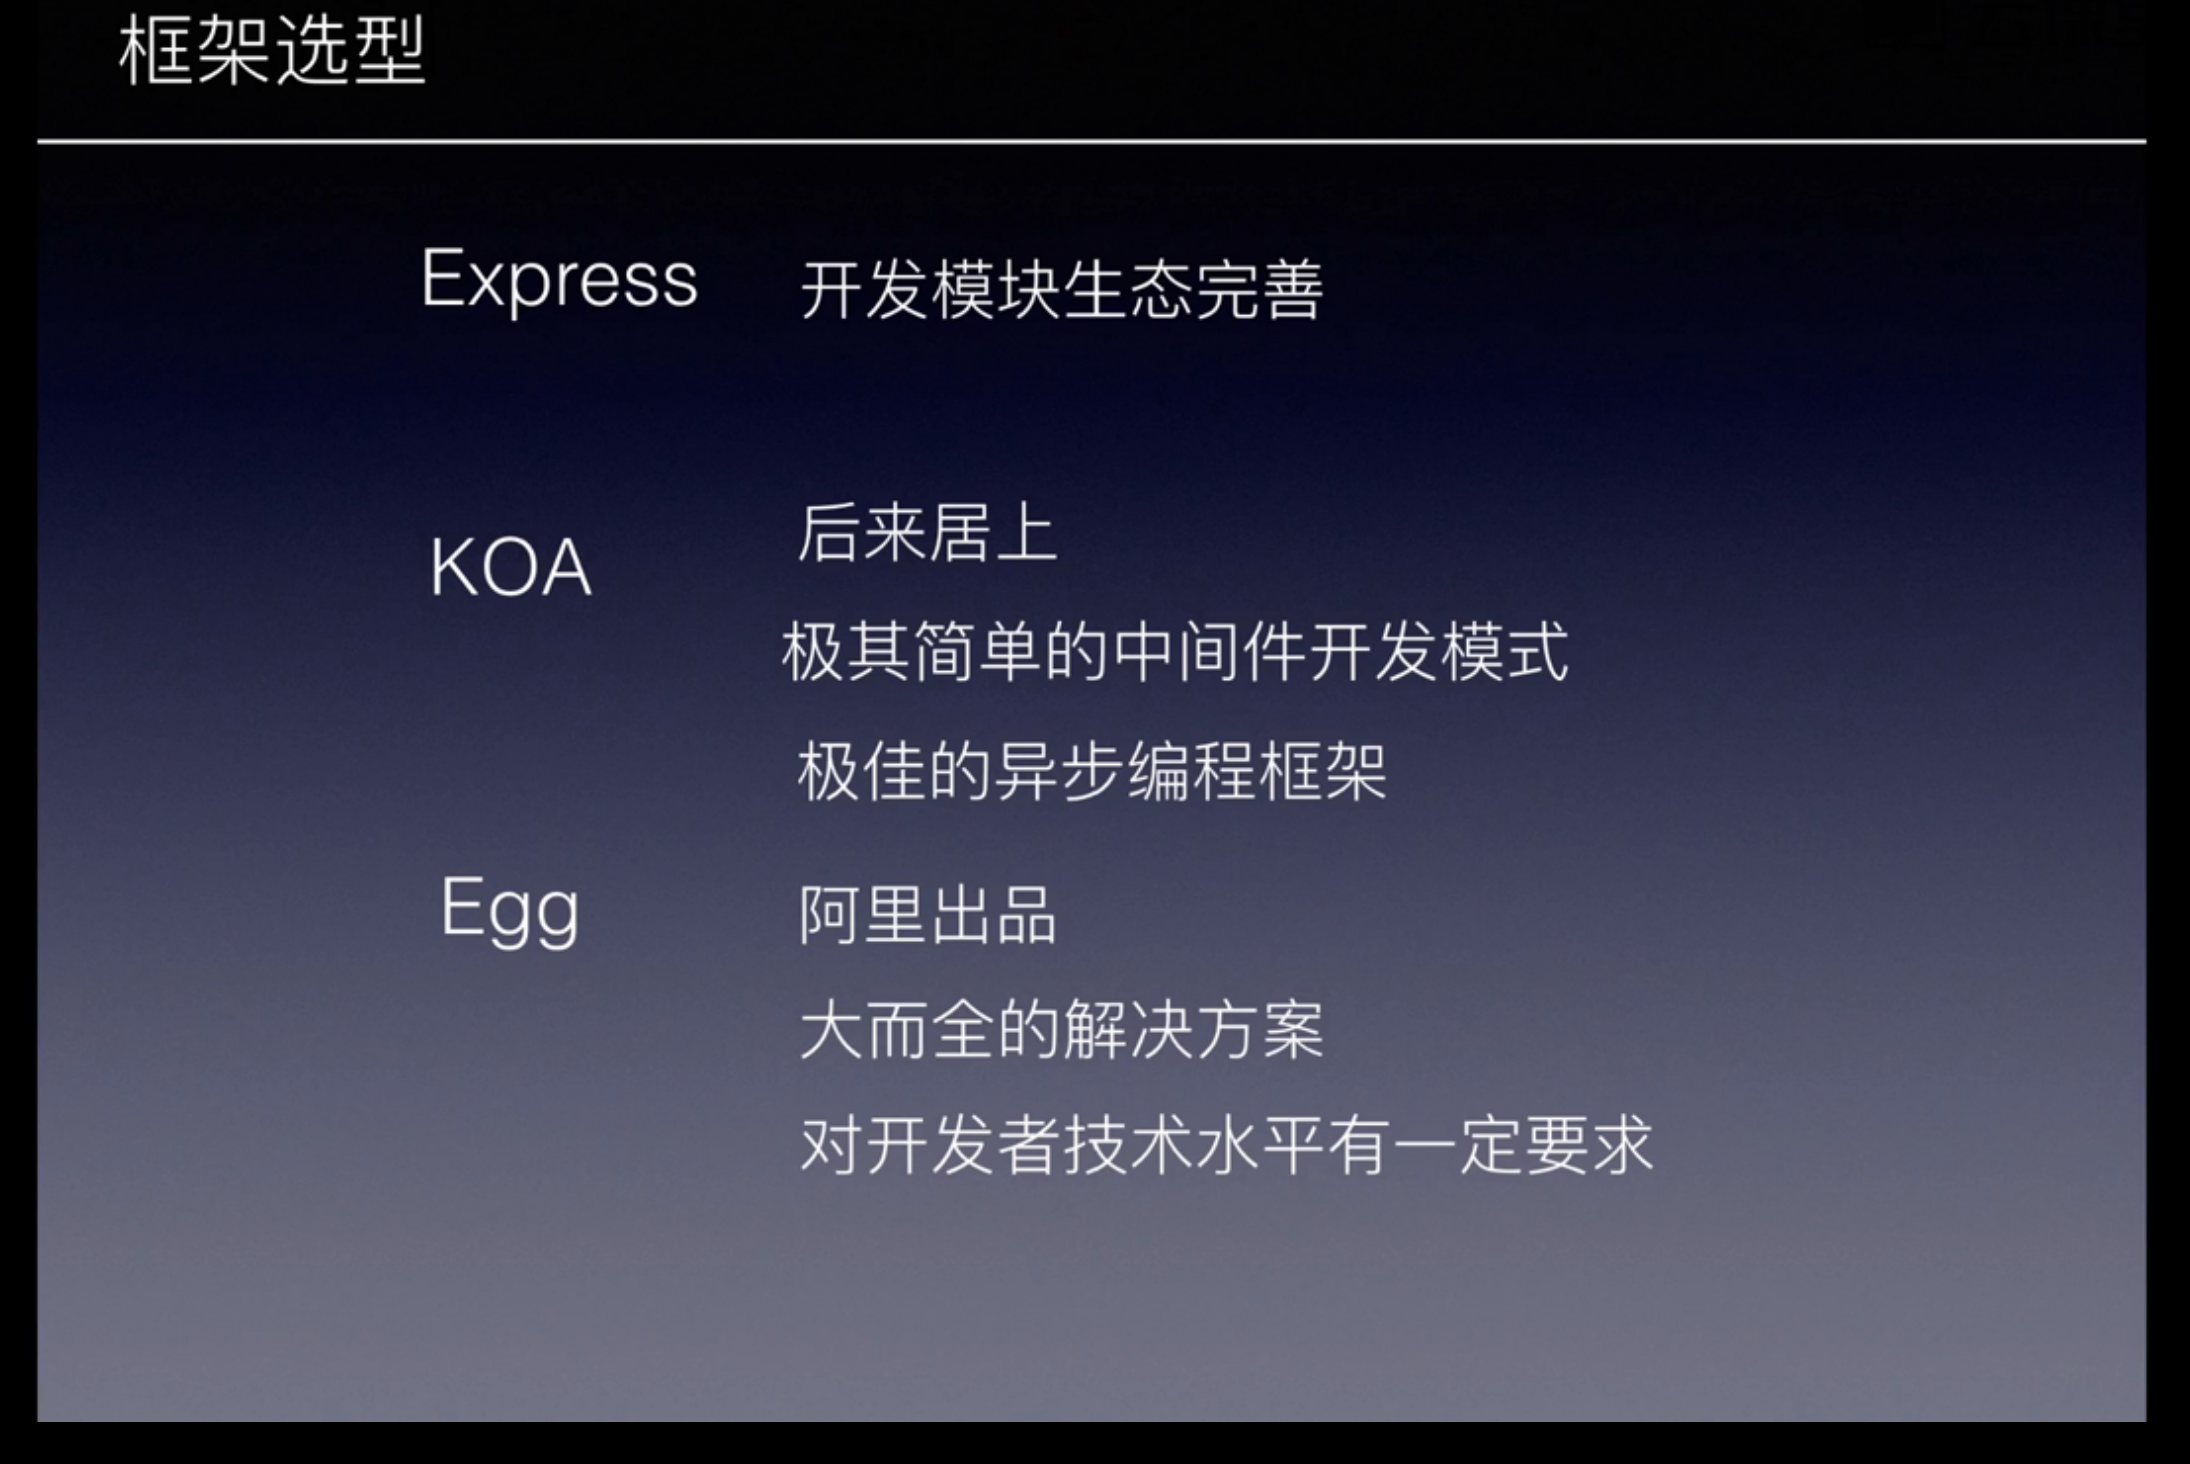 框架选型
Express 开发模块生态完善
后来居上
KOA
极其简单的中间件开发模式
极佳的异步编程框架
Egg 阿里出品
大而全的解决方案
对开发者技术水平有一定要求